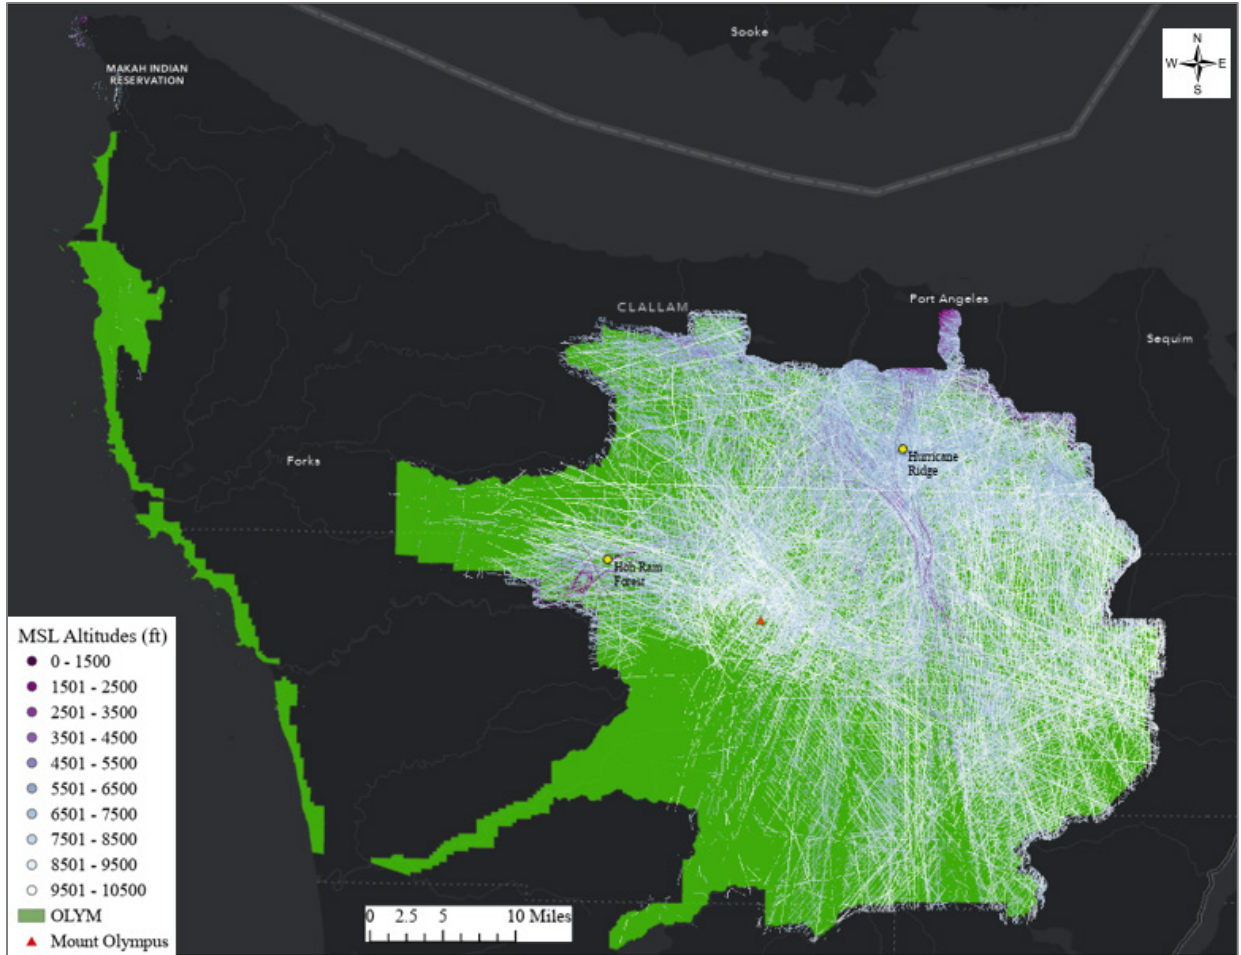 Sooke
N
W E
S
MAKAH INDIAN
RESERVATION
Port Angeles
CLALLAM
Sequim
Hurricane
Ridge
Forks
Hoh Rain
Forest
MSL Altitudes (ft)
0 - 1500
1501 - 2500
2501 - 3500
3501 - 4500
4501 - 5500
5501 - 6500
6501 - 7500
7501 - 8500
8501 - 9500
9501 - 10500
OLYM
Mount Olympus
0 2.5 5 10 Miles